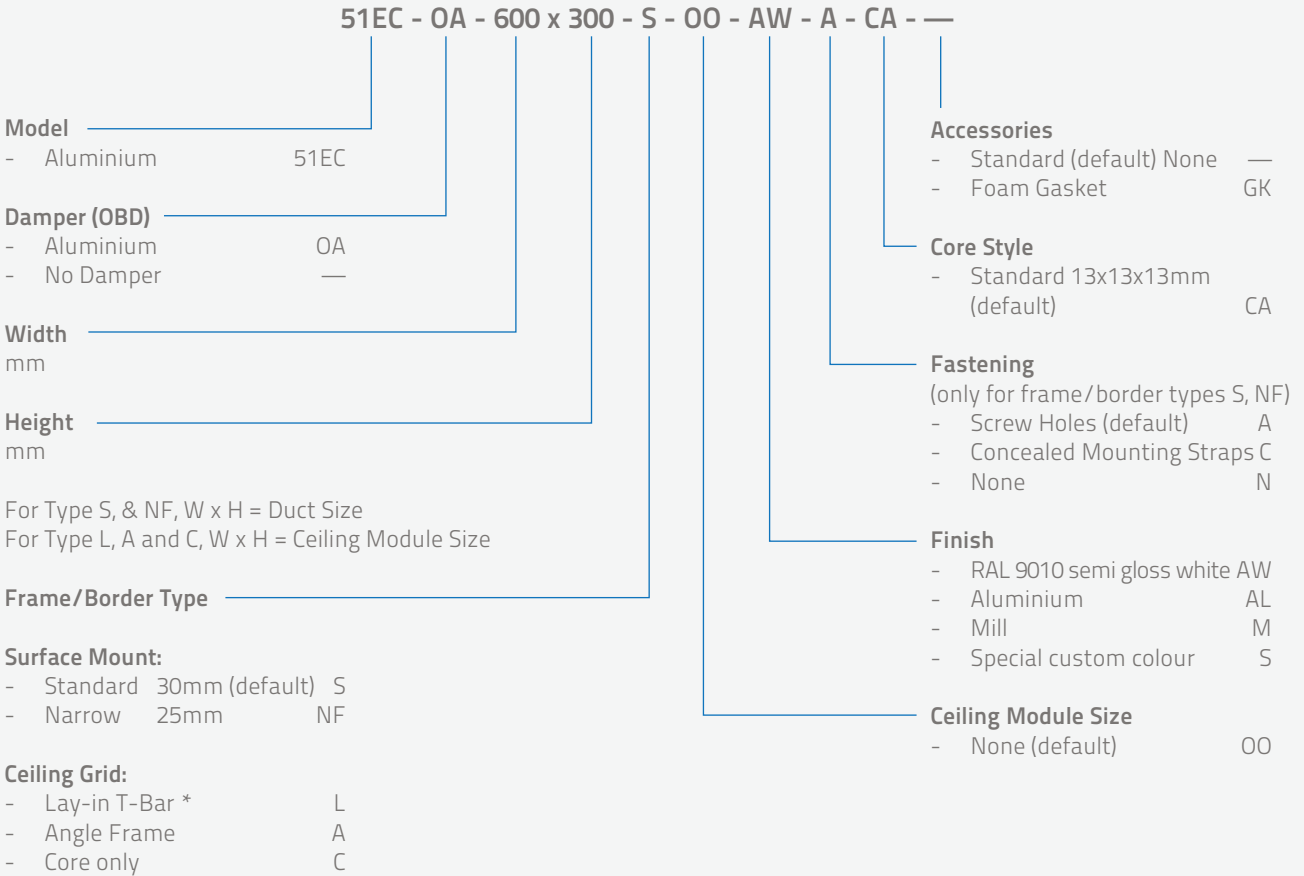 51EC - OA - 600 x 300 - S - OO - AW - A - CA - —
Model
- Aluminium 51EC
Damper (OBD)
- Aluminium OA
- No Damper —
Width
mm
Height
mm
For Type S, & NF, W x H = Duct Size
For Type L, A and C, W x H = Ceiling Module Size
Frame/Border Type
Surface Mount:
- Standard 30mm (default) S
- Narrow 25mm NF
Ceiling Grid:
- Lay-in T-Bar * L
- Angle Frame A
- Core only C
Accessories
- Standard (default) None —
- Foam Gasket GK
Core Style
- Standard 13x13x13mm
(default) CA
Fastening
(only for frame/border types S, NF)
- Screw Holes (default) A
- Concealed Mounting Straps C
- None N
Finish
- RAL 9010 semi gloss white AW
- Aluminium AL
- Mill M
- Special custom colour S
Ceiling Module Size
- None (default) OO